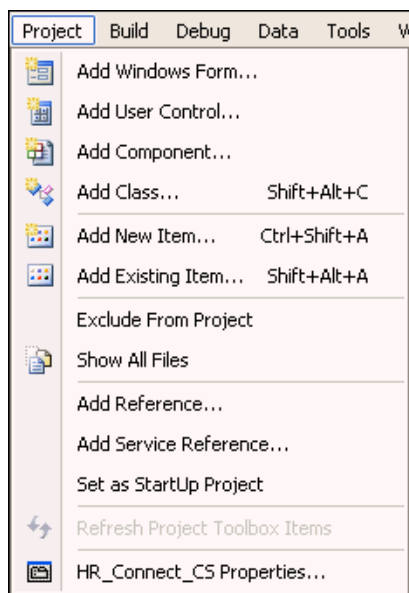 Project Build Debug Data Tools
Add Windows Form...
Add User Control...
Add Component...
Add Class... Shift+Alt+C
Add New Item... Ctrl+Shift+A
Add Existing Item... Shift+Alt+A
Exclude From Project
Show All Files
Add Reference...
Add Service Reference...
Set as StartUp Project
Refresh Project Toolbox Items
HR_Connect_CS Properties...